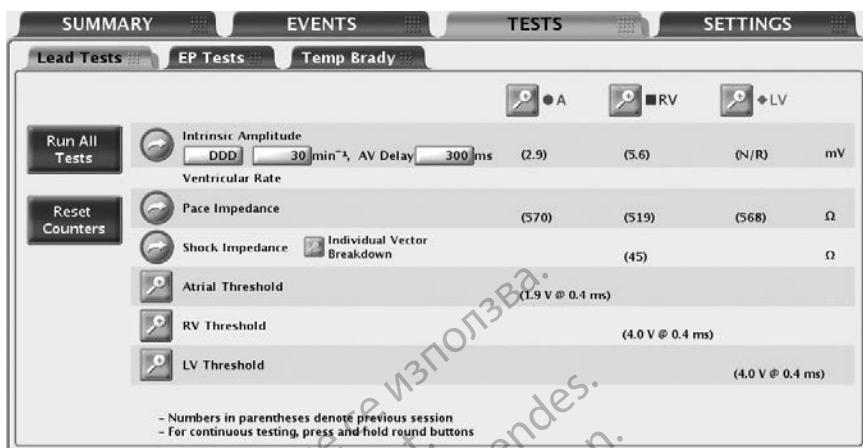 SUMMARY EVENTS TESTS SETTINGS
Lead Tests EP Tests Temp Brady
A RV LV
Run All Tests
Intrinsic Amplitude
DDD 30 min⁻¹, AV Delay 300 ms (2.9) (5.6) (N/R) mV
Ventricular Rate
Reset Counters
Pace Impedance (570) (519) (568) Ω
Shock Impedance Individual Vector Breakdown (45) Ω
Atrial Threshold (1.9 V @ 0.4 ms)
RV Threshold (4.0 V @ 0.4 ms)
LV Threshold (4.0 V @ 0.4 ms)
- Numbers in parentheses denote previous session
- For continuous testing, press and hold round buttons
се използва.